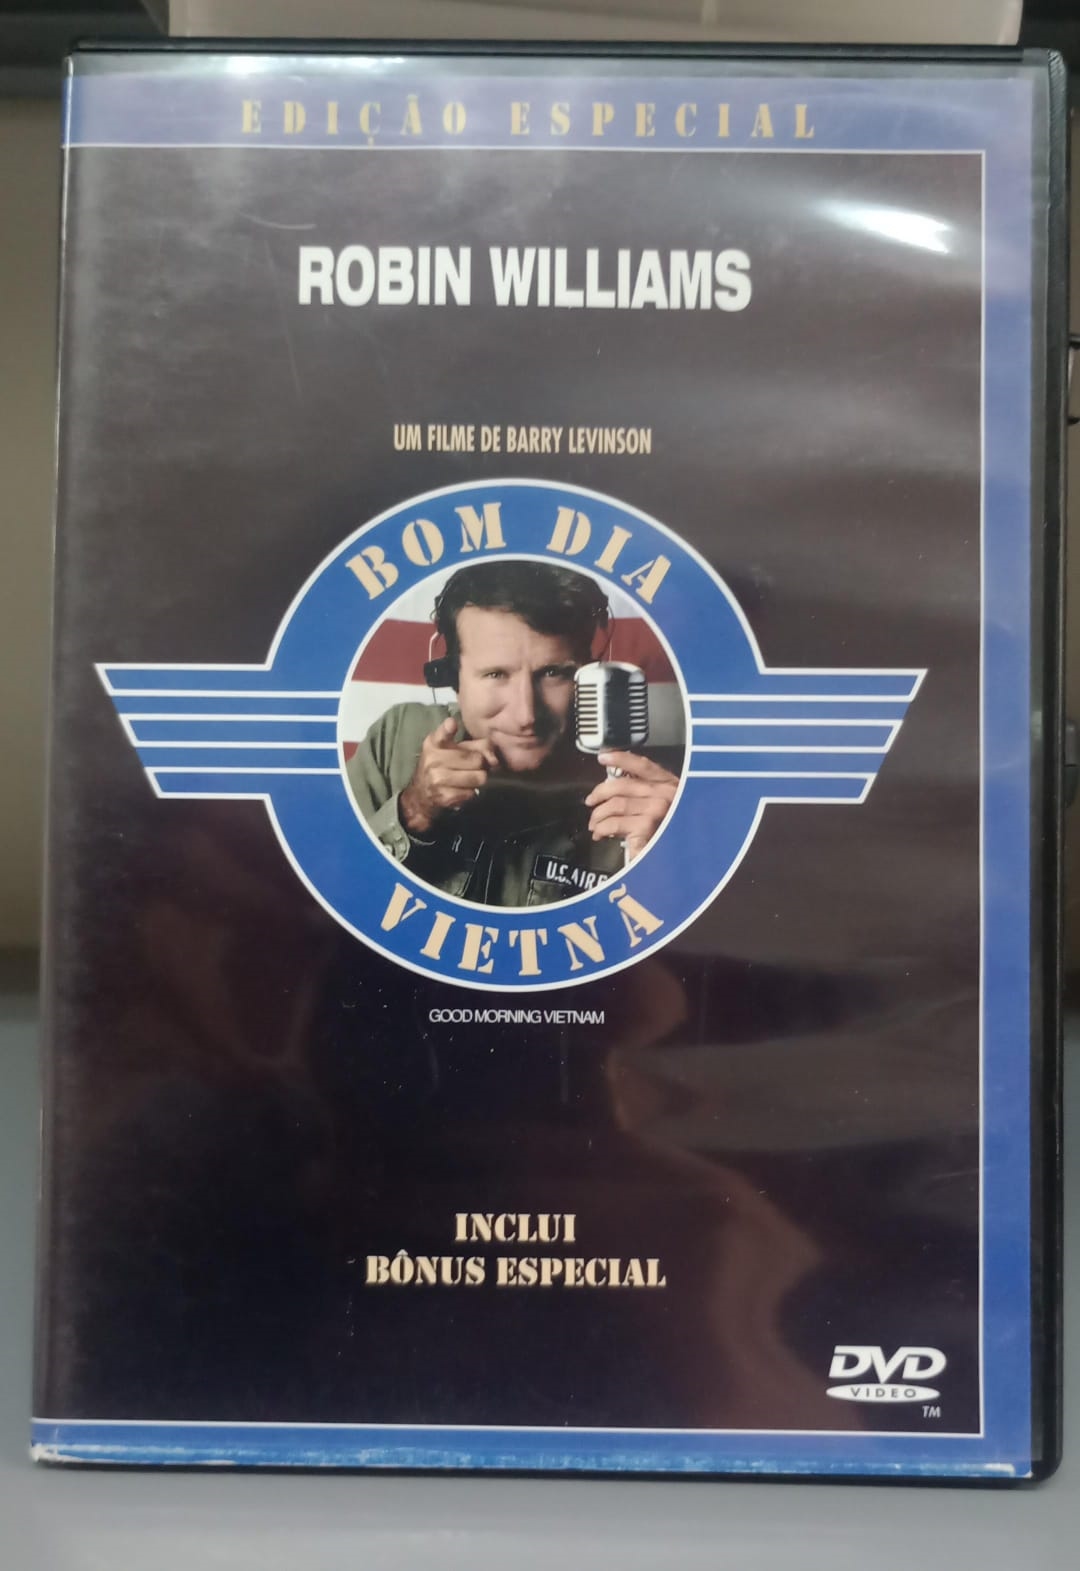 EDIÇÃO ESPECIAL
ROBIN WILLIAMS
UM FILME DE BARRY LEVINSON
BOM DIA
U.S. AIR
VIETNÃ
GOOD MORNING VIETNAM
INCLUI
BÔNUS ESPECIAL
DVD
VIDEO
TM